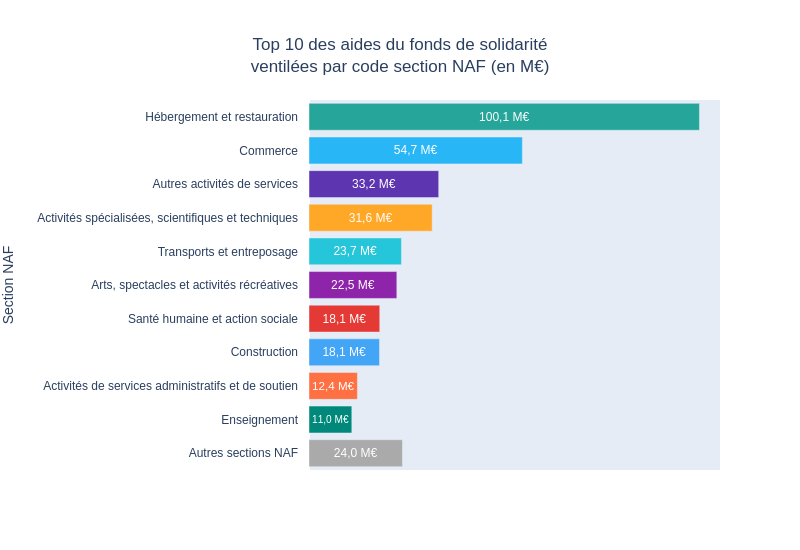 Top 10 des aides du fonds de solidarité
ventilées par code section NAF (en M€)
Section NAF
Hébergement et restauration 100,1 M€
Commerce 54,7 M€
Autres activités de services 33,2 M€
Activités spécialisées, scientifiques et techniques 31,6 M€
Transports et entreposage 23,7 M€
Arts, spectacles et activités récréatives 22,5 M€
Santé humaine et action sociale 18,1 M€
Construction 18,1 M€
Activités de services administratifs et de soutien 12,4 M€
Enseignement 11,0 M€
Autres sections NAF 24,0 M€